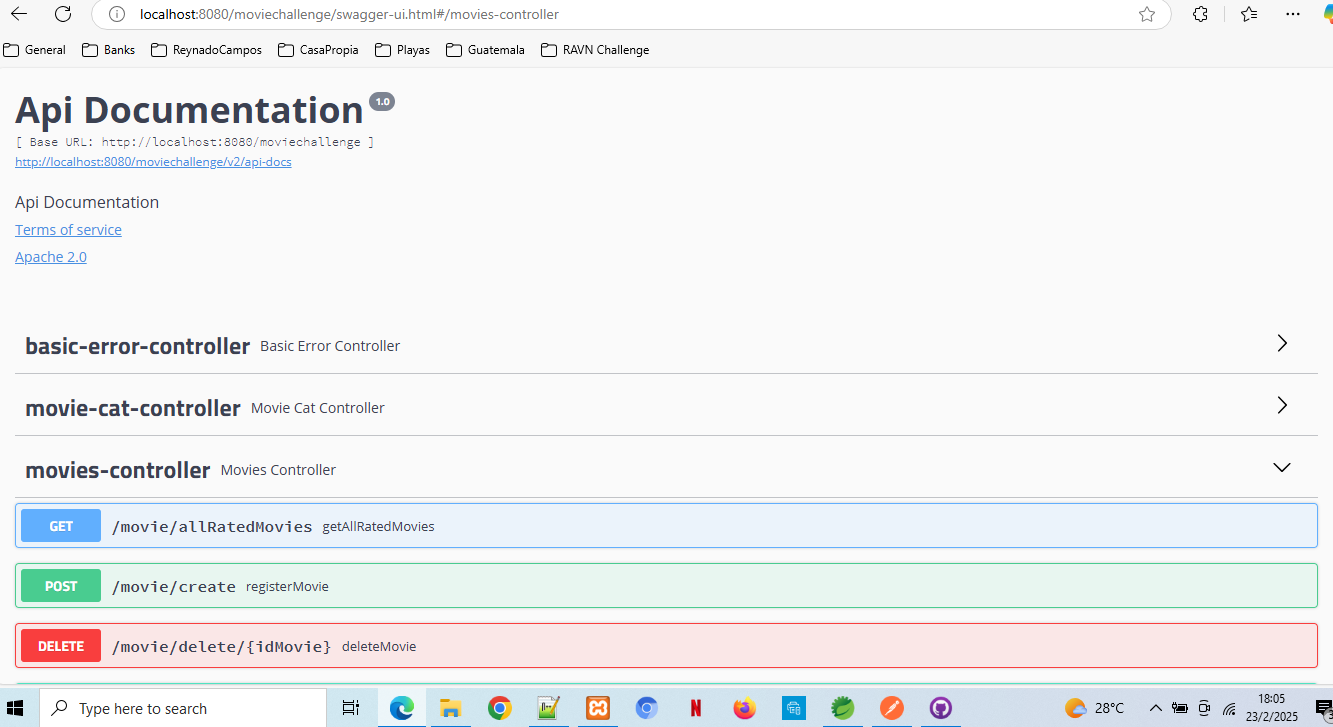 localhost:8080/moviechallenge/swagger-ui.html#/movies-controller
General Banks ReynadoCampos CasaPropia Playas Guatemala RAVN Challenge
Api Documentation 1.0
[ Base URL: http://localhost:8080/moviechallenge ]
http://localhost:8080/moviechallenge/v2/api-docs
Api Documentation
Terms of service
Apache 2.0
basic-error-controller Basic Error Controller
movie-cat-controller Movie Cat Controller
movies-controller Movies Controller
GET /movie/allRatedMovies getAllRatedMovies
POST /movie/create registerMovie
DELETE /movie/delete/{idMovie} deleteMovie
Type here to search 28°C 18:05
23/2/2025